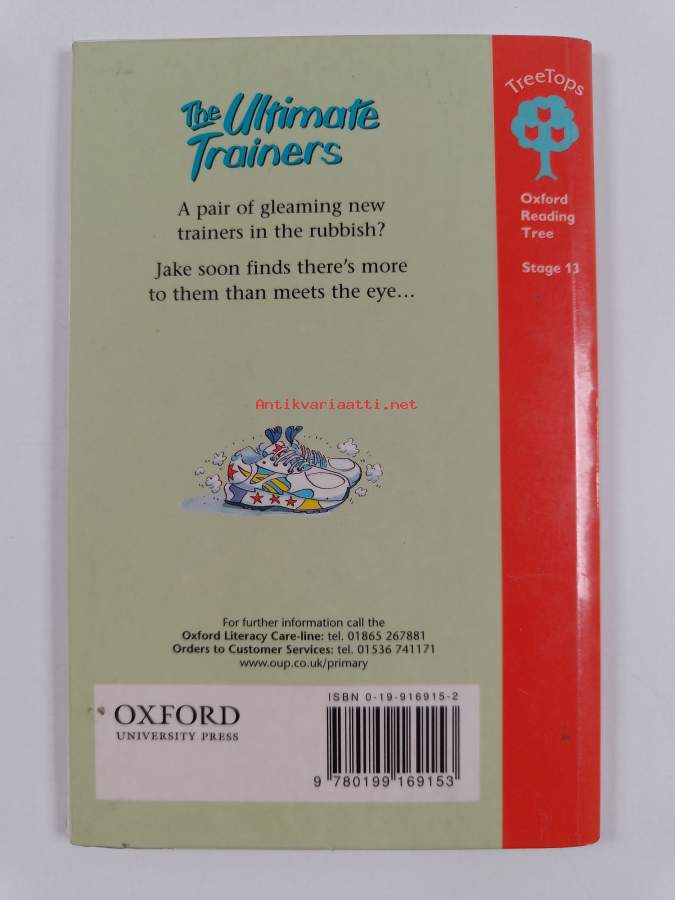 The Ultimate
Trainers
A pair of gleaming new
trainers in the rubbish?
Jake soon finds there's more
to them than meets the eye...
TreeTops
Oxford
Reading
Tree
Stage 13
Antikvariaatti.net
For further information call the
Oxford Literacy Care-line: tel. 01865 267881
Orders to Customer Services: tel. 01536 741171
www.oup.co.uk/primary
OXFORD
UNIVERSITY PRESS
ISBN 0-19-916915-2
9 780199 169153